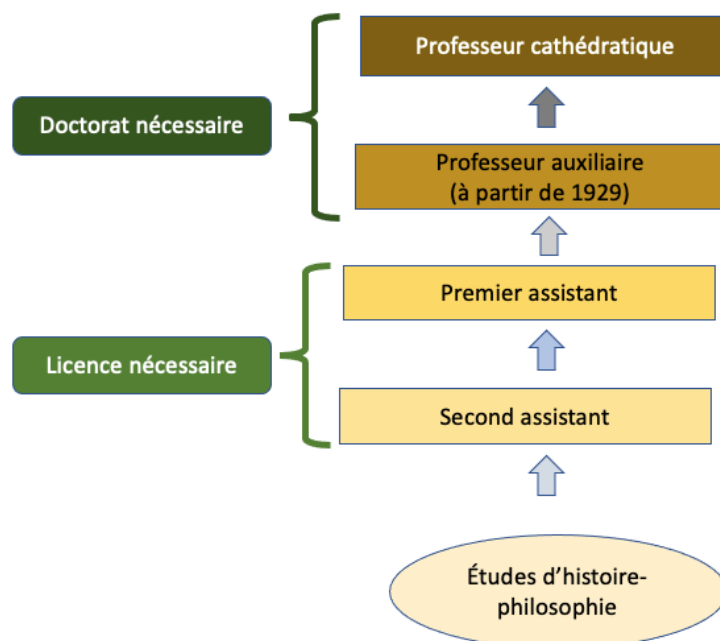 Professeur cathédratique
Doctorat nécessaire
Professeur auxiliaire
(à partir de 1929)
Premier assistant
Licence nécessaire
Second assistant
Études d’histoire-
philosophie